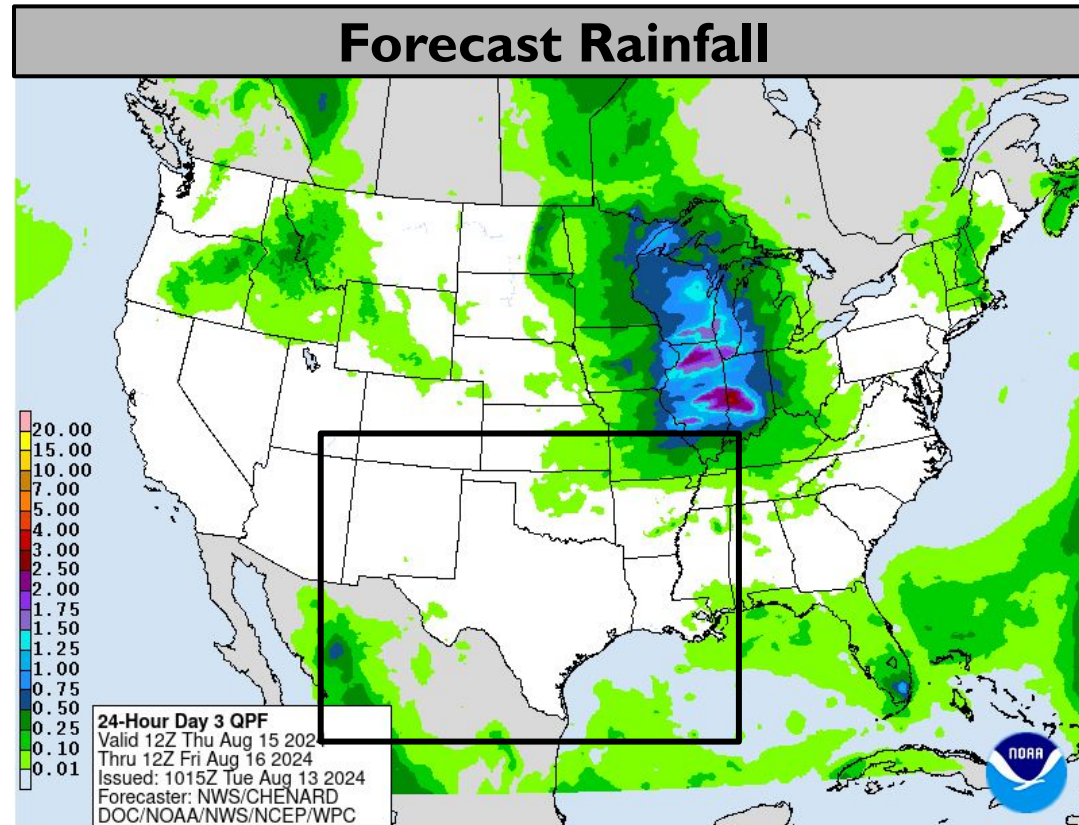 Forecast Rainfall
20.00
15.00
10.00
7.00
5.00
4.00
3.00
2.50
2.00
1.75
1.50
1.25
1.00
0.75
0.50
0.25
0.10
0.01
24-Hour Day 3 QPF
Valid 12Z Thu Aug 15 2024
Thru 12Z Fri Aug 16 2024
Issued: 1015Z Tue Aug 13 2024
Forecaster: NWS/CHENARD
DOC/NOAA/NWS/NCEP/WPC
NOAA